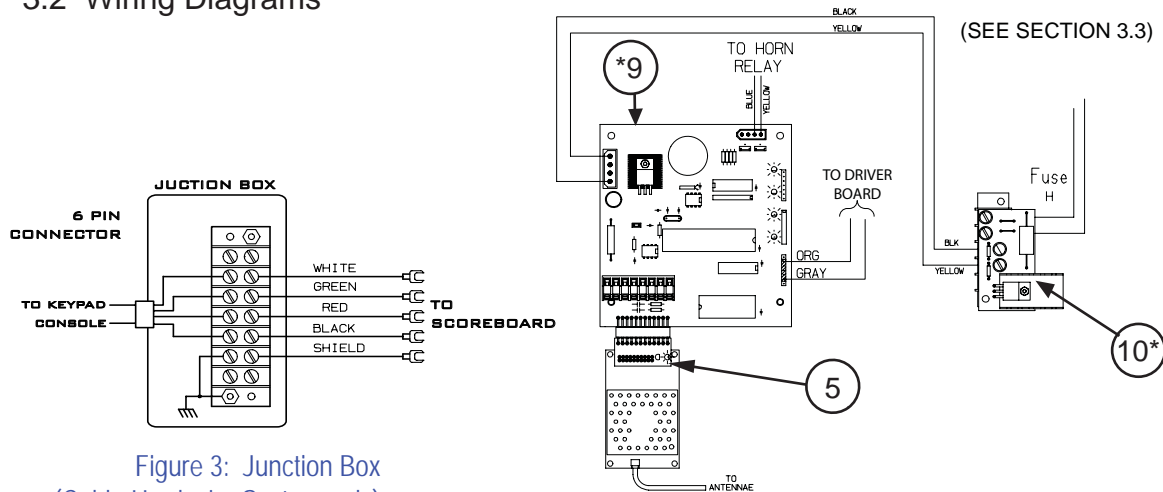 3.2 Wiring Diagrams
BLACK
YELLOW
(SEE SECTION 3.3)
TO HORN
RELAY
*9
BLUE
YELLOW
JUCTION BOX
6 PIN
CONNECTOR
WHITE
GREEN
RED
BLACK
SHIELD
TO KEYPAD
CONSOLE
TO
SCOREBOARD
TO DRIVER
BOARD
ORG
GRAY
Fuse
H
BLK
YELLOW
10*
5
TO
ANTENNAE
Figure 3: Junction Box